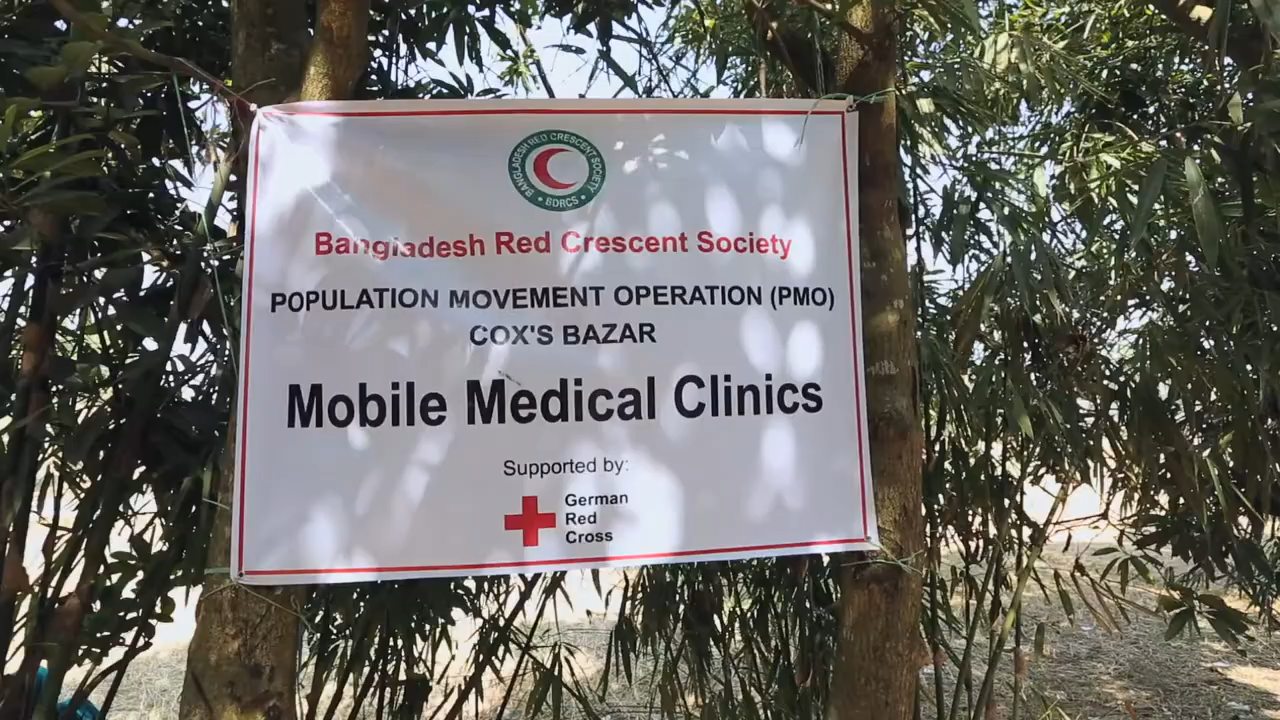 BANGLADESH RED CRESCENT SOCIETY
• BDRCS •
Bangladesh Red Crescent Society
POPULATION MOVEMENT OPERATION (PMO)
COX'S BAZAR
Mobile Medical Clinics
Supported by:
German
Red
Cross